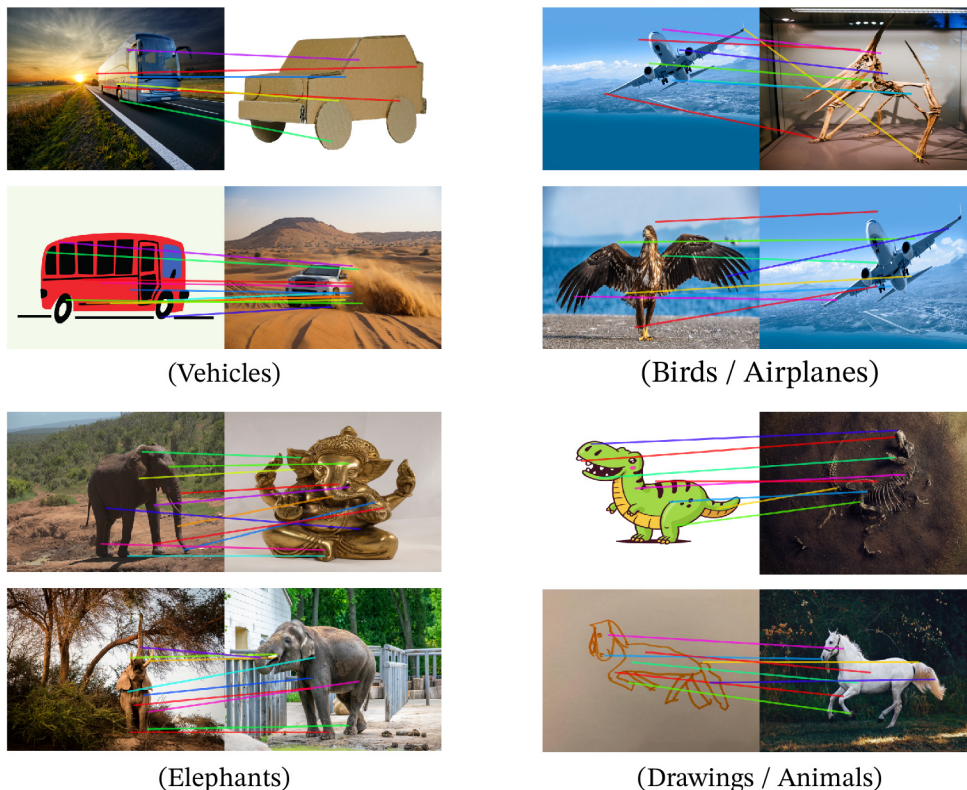 (Vehicles)
(Birds / Airplanes)
(Elephants)
(Drawings / Animals)